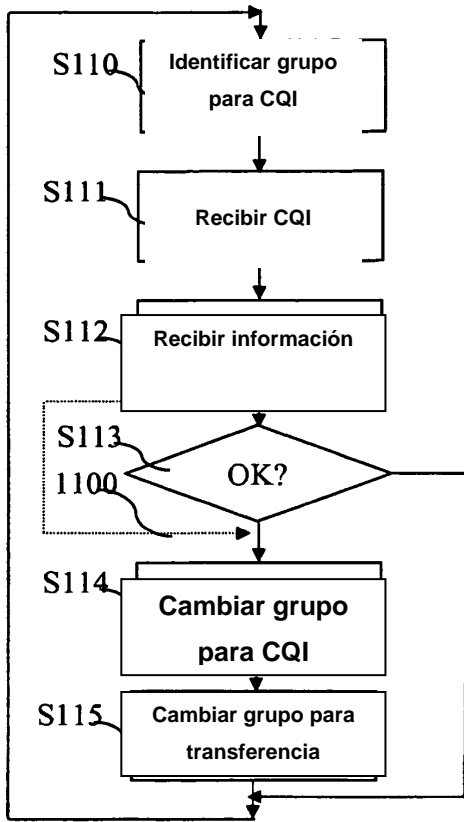 S110
Identificar grupo
para CQI
S111
Recibir CQI
S112
Recibir información
S113
OK?
1100
S114
Cambiar grupo
para CQI
S115
Cambiar grupo para
transferencia